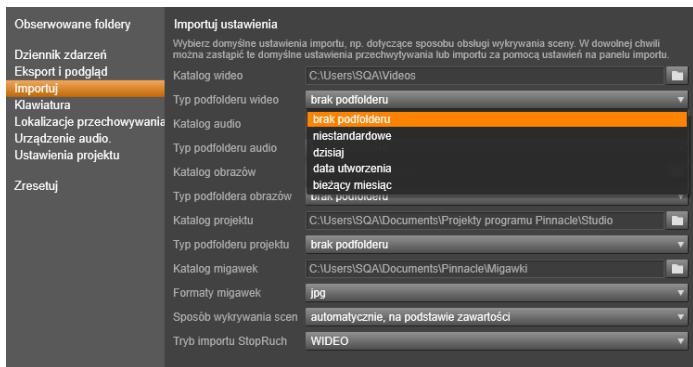 Obserwowane foldery
Dziennik zdarzeń
Eksport i podgląd
Importuj
Klawiatura
Lokalizacje przechowywania
Urządzenie audio.
Ustawienia projektu
Zresetuj
Importuj ustawienia
Wybierz domyślne ustawienia importu, np. dotyczące sposobu obsługi wykrywania sceny. W dowolnej chwili
można zastąpić te domyślne ustawienia przechwytywania lub importu za pomocą ustawień na panelu importu.
Katalog wideo C:\Users\SQA\Videos
Typ podfolderu wideo brak podfolderu
brak podfolderu
Katalog audio
niestandardowe
Typ podfolderu audio dzisiaj
data utworzenia
Katalog obrazów
bieżący miesiąc
Typ podfoldera obrazów brak podfolderu
Katalog projektu C:\Users\SQA\Documents\Projekty programu Pinnacle\Studio
Typ podfolderu projektu brak podfolderu
Katalog migawek C:\Users\SQA\Documents\Pinnacle\Migawki
Formaty migawek jpg
Sposób wykrywania scen automatycznie, na podstawie zawartości
Tryb importu StopRuch WIDEO